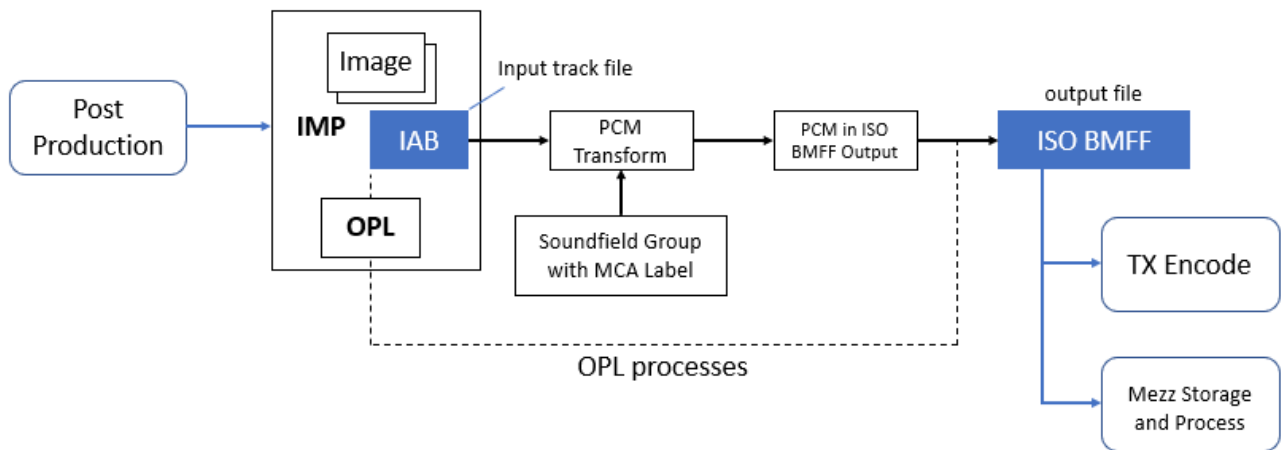 Post
Production
Image
IMP
IAB
OPL
Input track file
PCM
Transform
Soundfield Group
with MCA Label
PCM in ISO
BMFF Output
output file
ISO BMFF
OPL processes
TX Encode
Mezz Storage
and Process